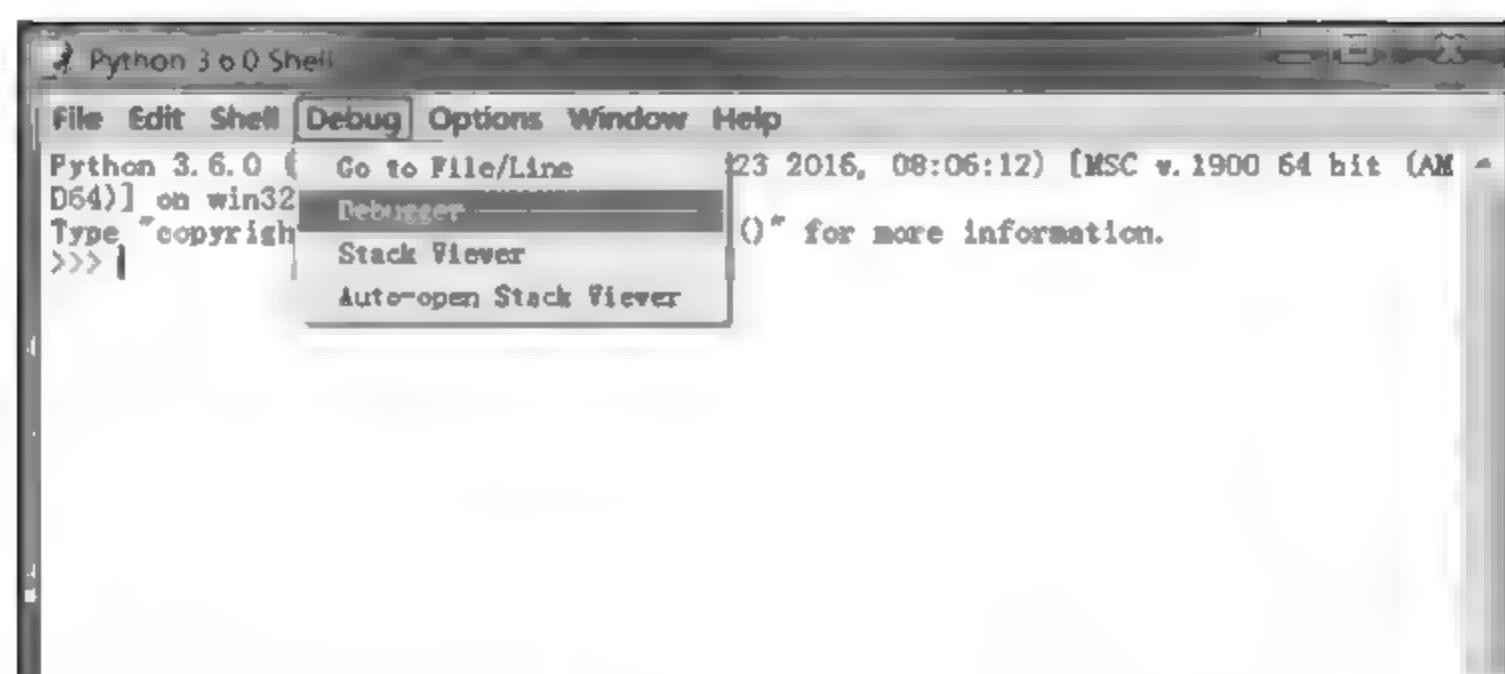 Python 3.6.0 Shell
File Edit Shell Debug Options Window Help
Python 3.6.0 ( 23 2016, 08:06:12) [MSC v.1900 64 bit (AM
D64)] on win32
Type "copyrigh ()" for more information.
>>>
Go to File/Line
Debugger
Stack Viewer
Auto-open Stack Viewer